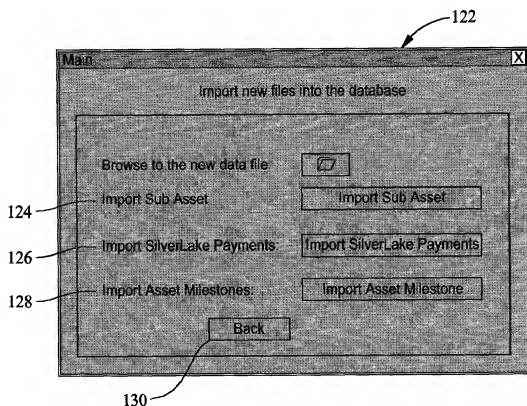 122
Main X
Import new files into the database
Browse to the new data file
124 Import Sub Asset Import Sub Asset
126 Import SilverLake Payments: Import SilverLake Payments
128 Import Asset Milestones: Import Asset Milestone
Back
130